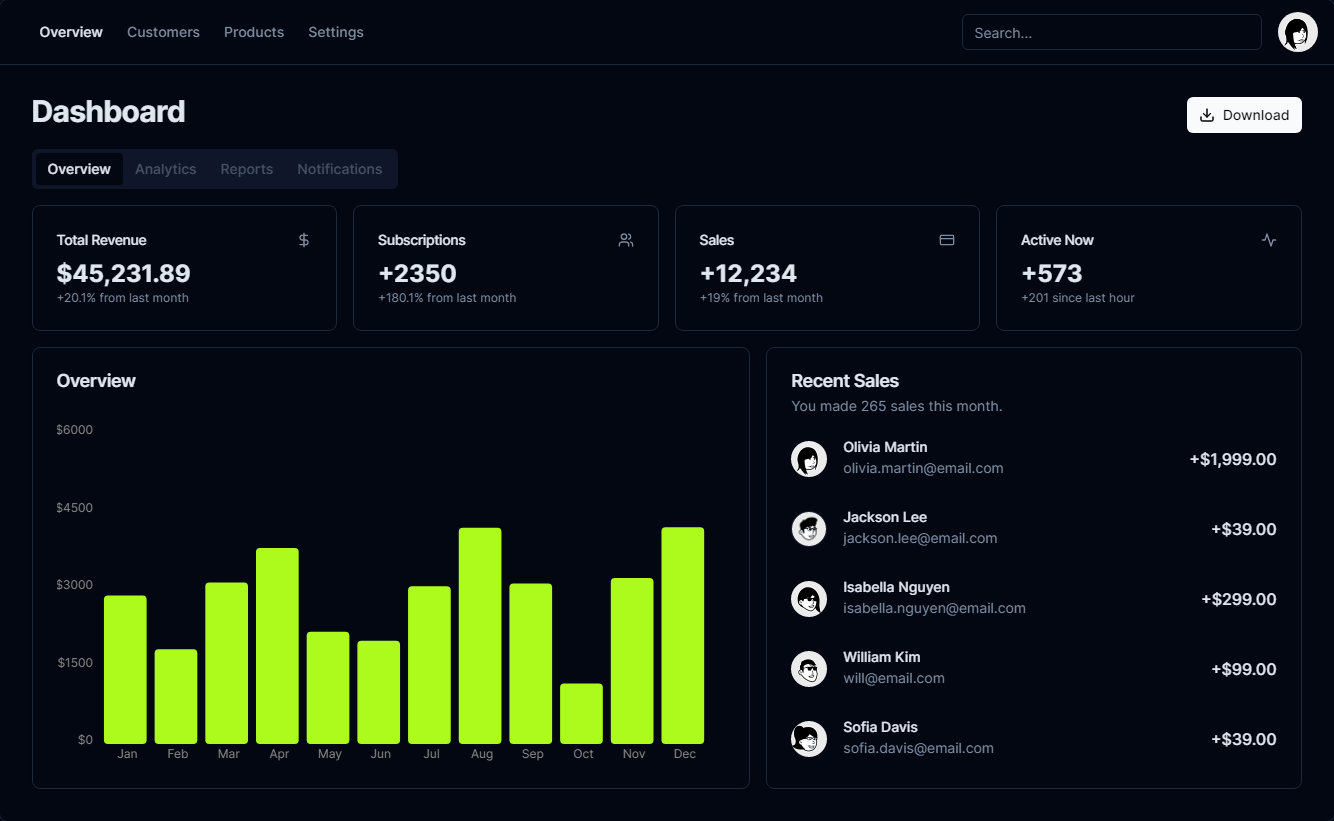 Overview Customers Products Settings Search...
Dashboard
Download
Overview Analytics Reports Notifications
Total Revenue
$45,231.89
+20.1% from last month
Subscriptions
+2350
+180.1% from last month
Sales
+12,234
+19% from last month
Active Now
+573
+201 since last hour
Overview
$6000
$4500
$3000
$1500
$0
Jan Feb Mar Apr May Jun Jul Aug Sep Oct Nov Dec
Recent Sales
You made 265 sales this month.
Olivia Martin
olivia.martin@email.com
+$1,999.00
Jackson Lee
jackson.lee@email.com
+$39.00
Isabella Nguyen
isabella.nguyen@email.com
+$299.00
William Kim
will@email.com
+$99.00
Sofia Davis
sofia.davis@email.com
+$39.00